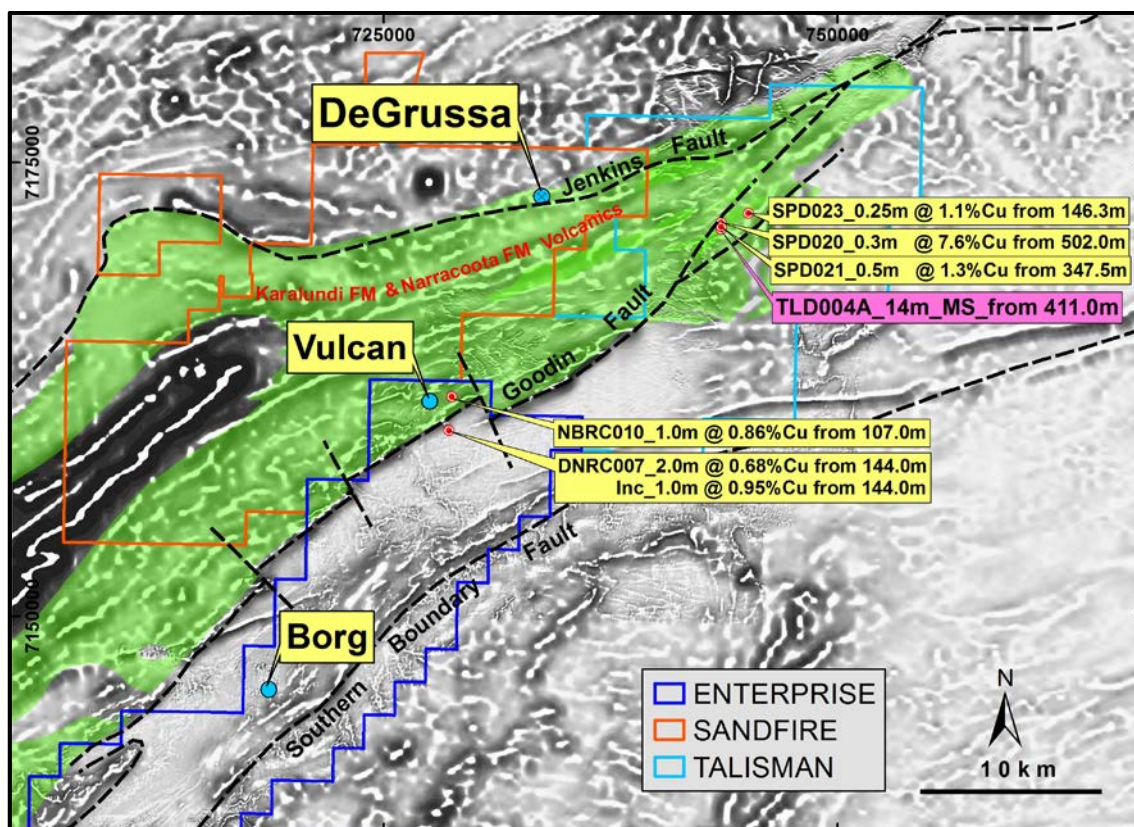 725000
750000
7175000
7150000
DeGrussa
Jenkins Fault
Karalundi FM & Narracoota FM Volcanics
SPD023_0.25m @ 1.1%Cu from 146.3m
SPD020_0.3m @ 7.6%Cu from 502.0m
SPD021_0.5m @ 1.3%Cu from 347.5m
TLD004A_14m_MS_from 411.0m
Vulcan
Goodin Fault
NBRC010_1.0m @ 0.86%Cu from 107.0m
DNRC007_2.0m @ 0.68%Cu from 144.0m
Inc_1.0m @ 0.95%Cu from 144.0m
Borg
Southern Boundary Fault
ENTERPRISE
SANDFIRE
TALISMAN
N
10km